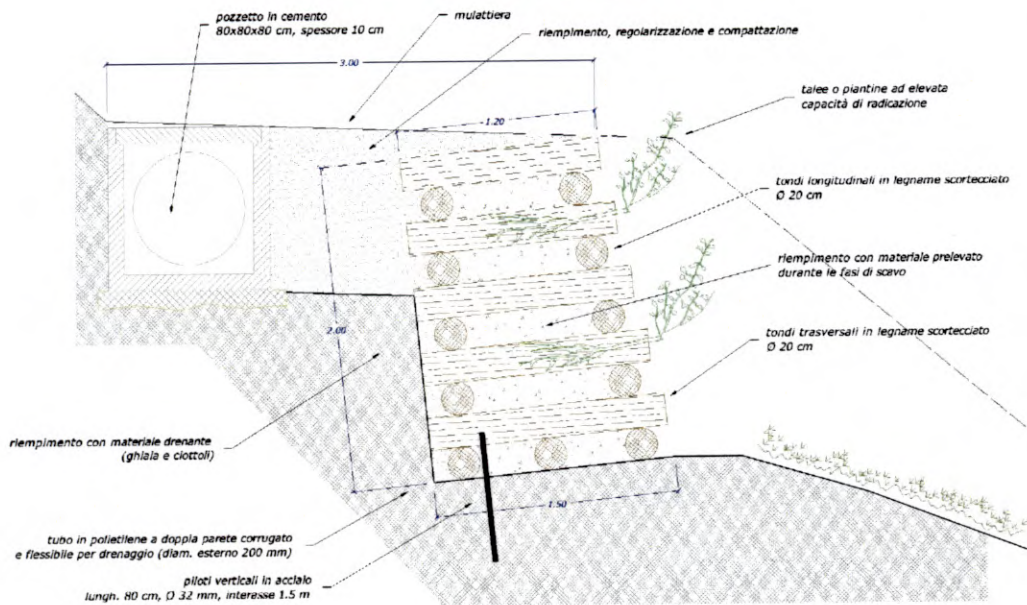 pozzetto in cemento
80x80x80 cm, spessore 10 cm
mulattiera
riempimento, regolarizzazione e compattazione
3.00
talee o piantine ad elevata
capacità di radicazione
1.20
tondi longitudinali in legname scortecciato
Ø 20 cm
riempimento con materiale prelevato
durante le fasi di scavo
2.00
tondi trasversali in legname scortecciato
Ø 20 cm
riempimento con materiale drenante
(ghiaia e ciottoli)
1.50
tubo in polietilene a doppia parete corrugato
e flessibile per drenaggio (diam. esterno 200 mm)
piloti verticali in acciaio
lungh. 80 cm, Ø 32 mm, interasse 1.5 m